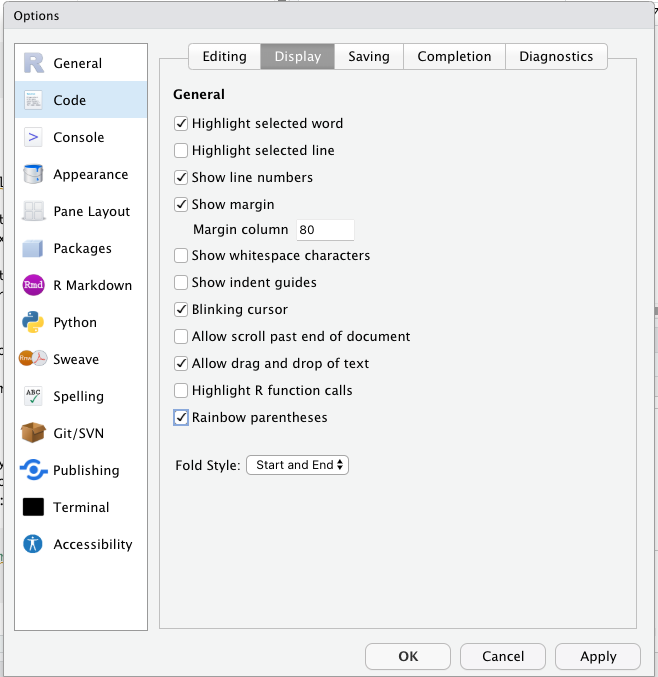 Options
General
Code
Console
Appearance
Pane Layout
Packages
Rmd R Markdown
Python
Sweave
ABC Spelling
Git/SVN
Publishing
Terminal
Accessibility
Editing Display Saving Completion Diagnostics
General
Highlight selected word
Highlight selected line
Show line numbers
Show margin
Margin column 80
Show whitespace characters
Show indent guides
Blinking cursor
Allow scroll past end of document
Allow drag and drop of text
Highlight R function calls
Rainbow parentheses
Fold Style: Start and End
OK Cancel Apply